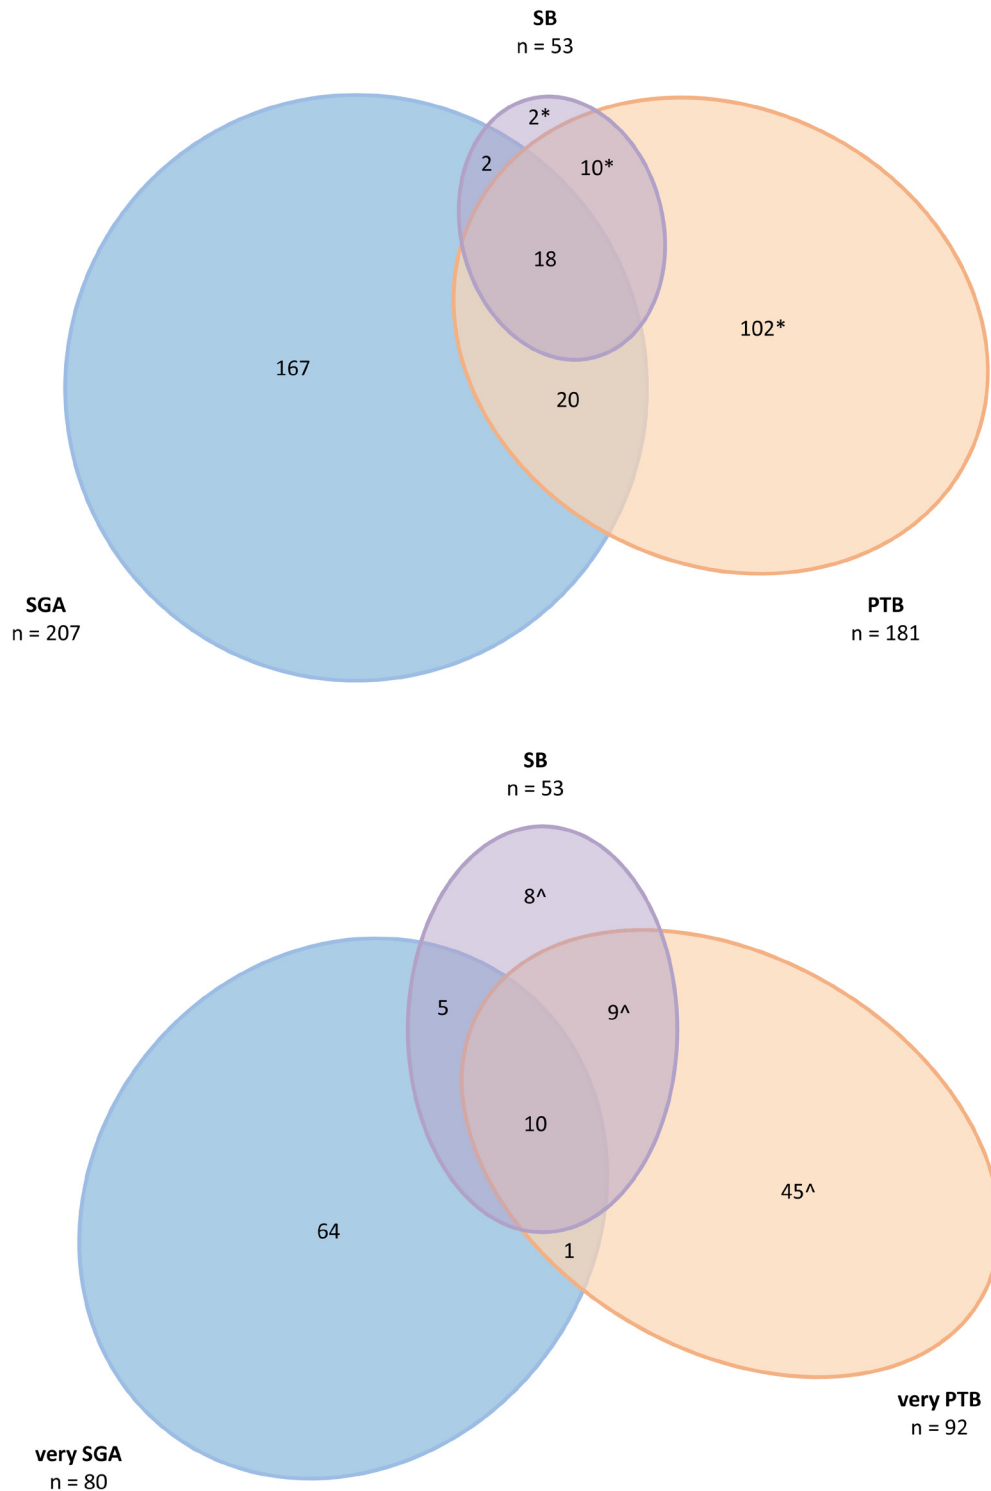 SB
n = 53
2*
2
10*
18
102*
167
20
SGA
n = 207
PTB
n = 181
SB
n = 53
8^
5
9^
10
45^
64
1
very PTB
n = 92
very SGA
n = 80